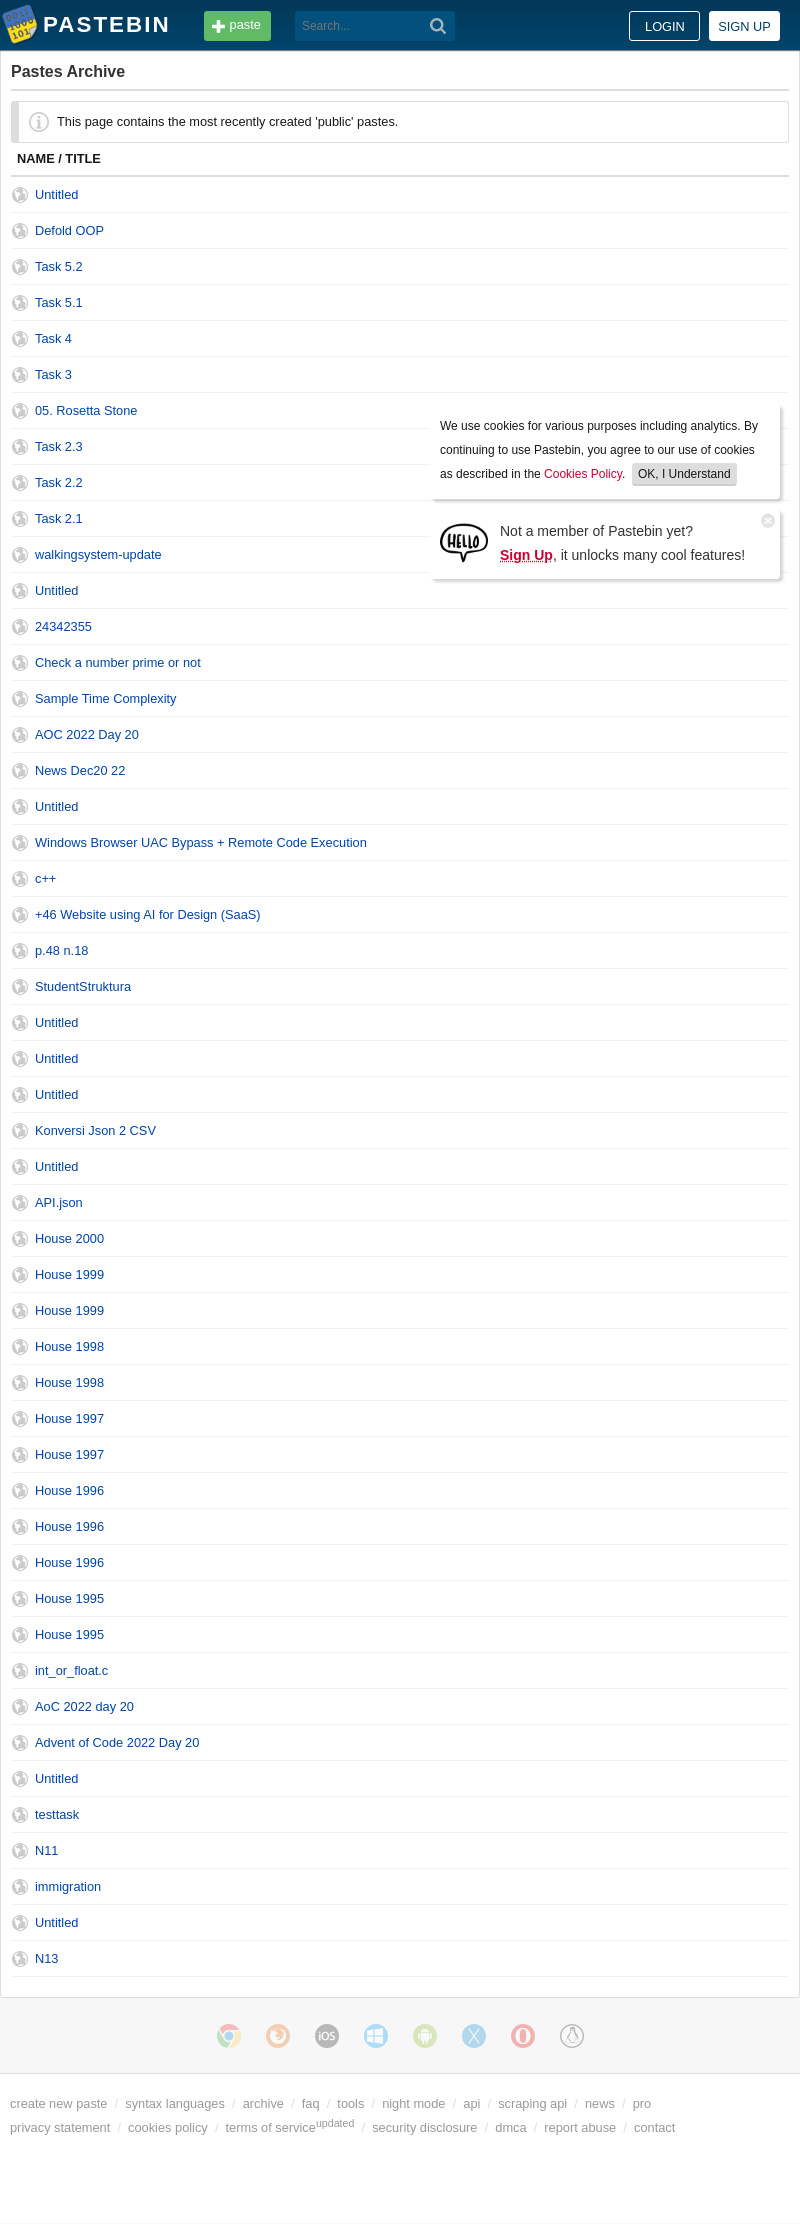 PASTEBIN
paste
Search...
LOGIN
SIGN UP
Pastes Archive
This page contains the most recently created 'public' pastes.
NAME / TITLE
Untitled
Defold OOP
Task 5.2
Task 5.1
Task 4
Task 3
05. Rosetta Stone
Task 2.3
Task 2.2
Task 2.1
walkingsystem-update
Untitled
We use cookies for various purposes including analytics. By
continuing to use Pastebin, you agree to our use of cookies
as described in the Cookies Policy. OK, I Understand
HELLO
Not a member of Pastebin yet?
Sign Up, it unlocks many cool features!
24342355
Check a number prime or not
Sample Time Complexity
AOC 2022 Day 20
News Dec20 22
Untitled
Windows Browser UAC Bypass + Remote Code Execution
c++
+46 Website using AI for Design (SaaS)
p.48 n.18
StudentStruktura
Untitled
Untitled
Untitled
Konversi Json 2 CSV
Untitled
API.json
House 2000
House 1999
House 1999
House 1998
House 1998
House 1997
House 1997
House 1996
House 1996
House 1996
House 1995
House 1995
int_or_float.c
AoC 2022 day 20
Advent of Code 2022 Day 20
Untitled
testtask
N11
immigration
Untitled
N13
iOS
create new paste / syntax languages / archive / faq / tools / night mode / api / scraping api / news / pro
privacy statement / cookies policy / terms of service updated / security disclosure / dmca / report abuse / contact